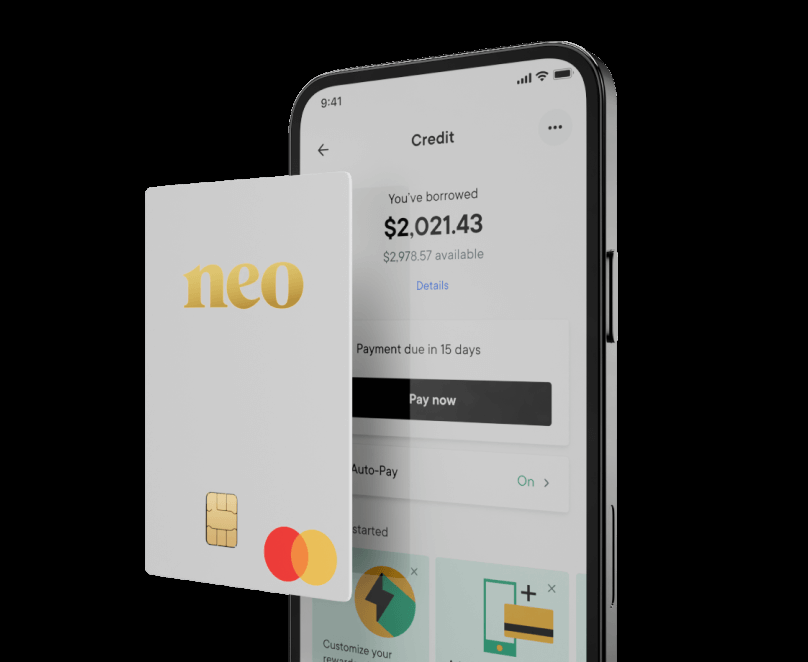 9:41
Credit
You've borrowed
$2,021.43
$2,978.57 available
Details
Payment due in 15 days
Pay now
Auto-Pay
On
started
Customize your
neo